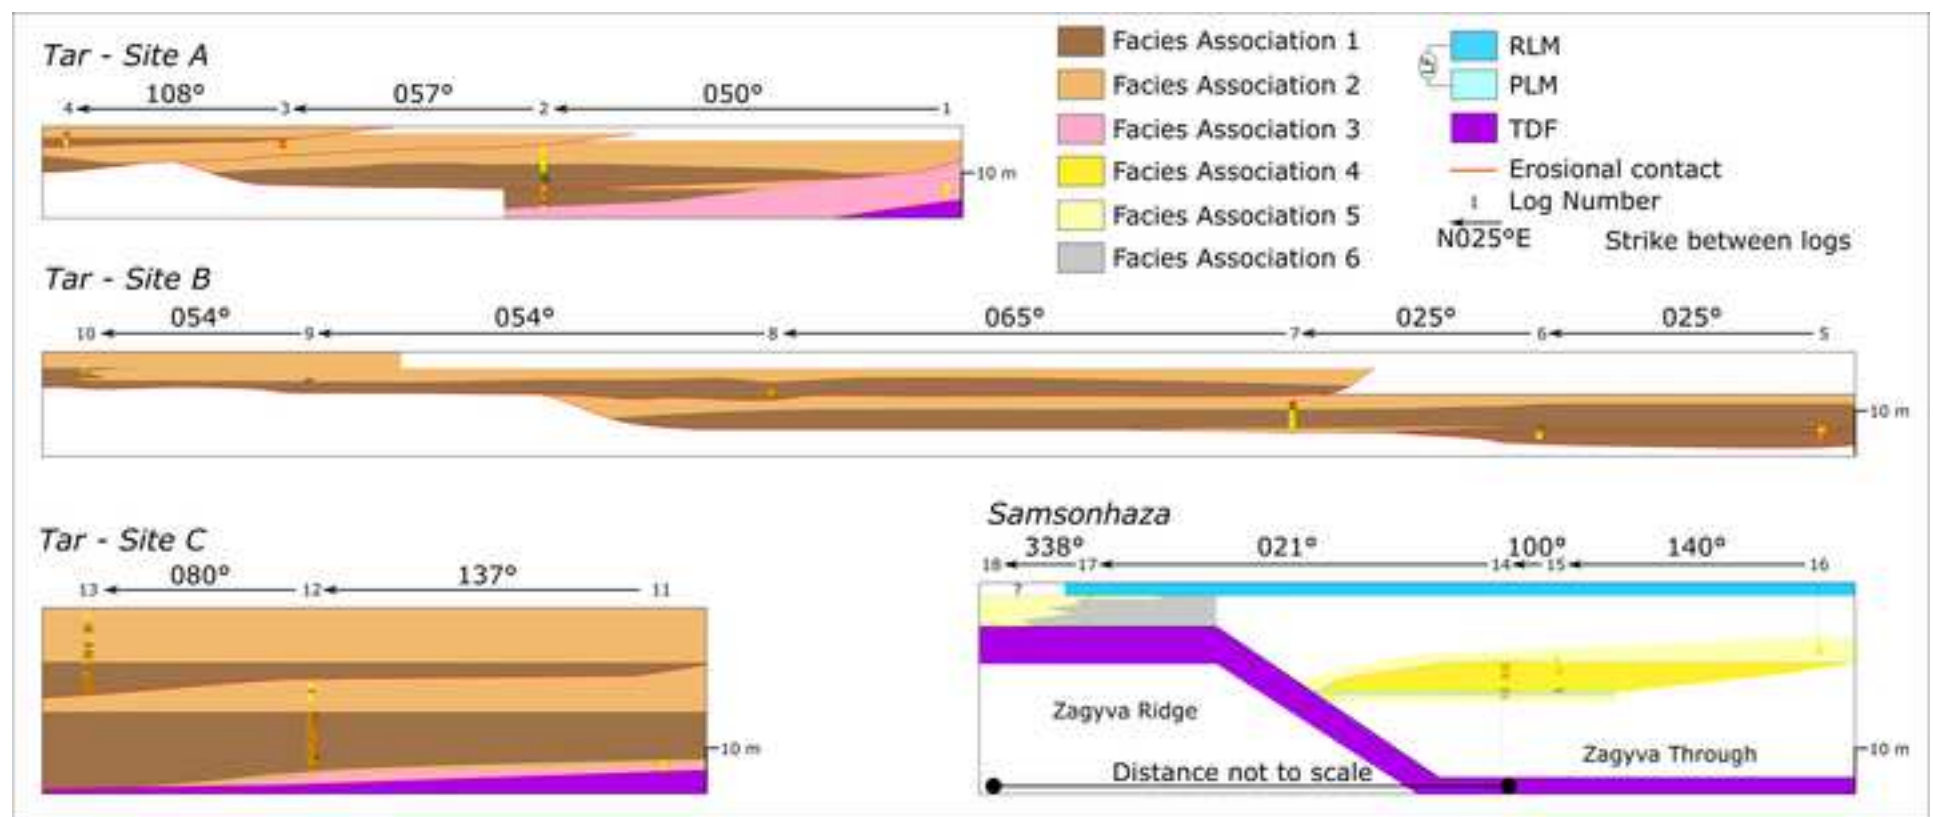 Tar - Site A
108° 057° 050°
4 3 2 1
10 m
Facies Association 1
Facies Association 2
Facies Association 3
Facies Association 4
Facies Association 5
Facies Association 6
LF
RLM
PLM
TDF
Erosional contact
1 Log Number
N025°E Strike between logs
Tar - Site B
054° 054° 065° 025° 025°
10 9 8 7 6 5
10 m
Tar - Site C
080° 137°
13 12 11
10 m
Samsonhaza
338° 021° 100° 140°
18 17 14 15 16
?
Zagyva Ridge
Zagyva Through
10 m
Distance not to scale